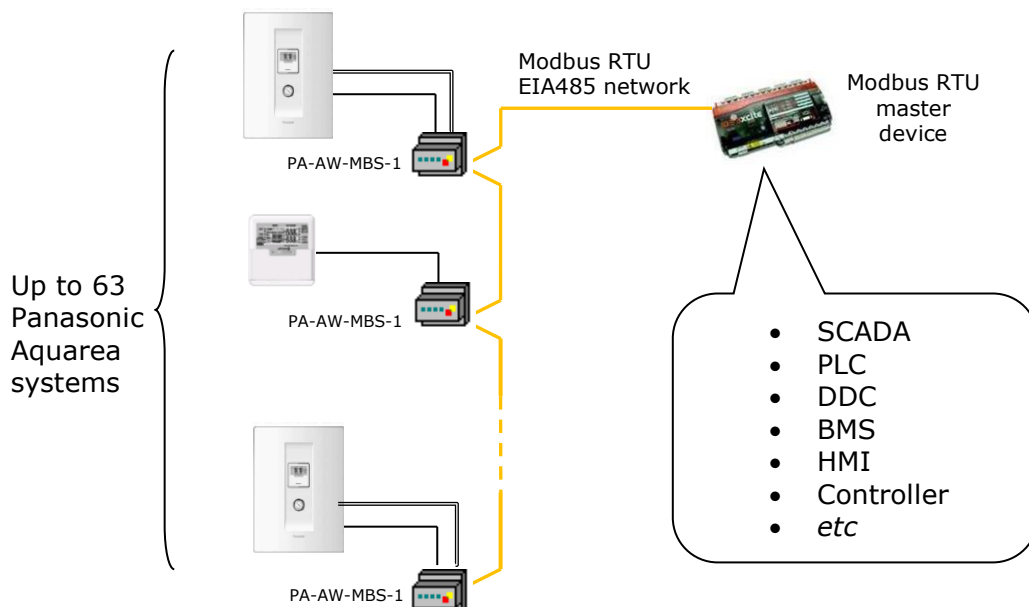 Modbus RTU
EIA485 network
Modbus RTU
master
device
PA-AW-MBS-1
Up to 63
Panasonic
Aquarea
systems
PA-AW-MBS-1
• SCADA
• PLC
• DDC
• BMS
• HMI
• Controller
• etc
PA-AW-MBS-1